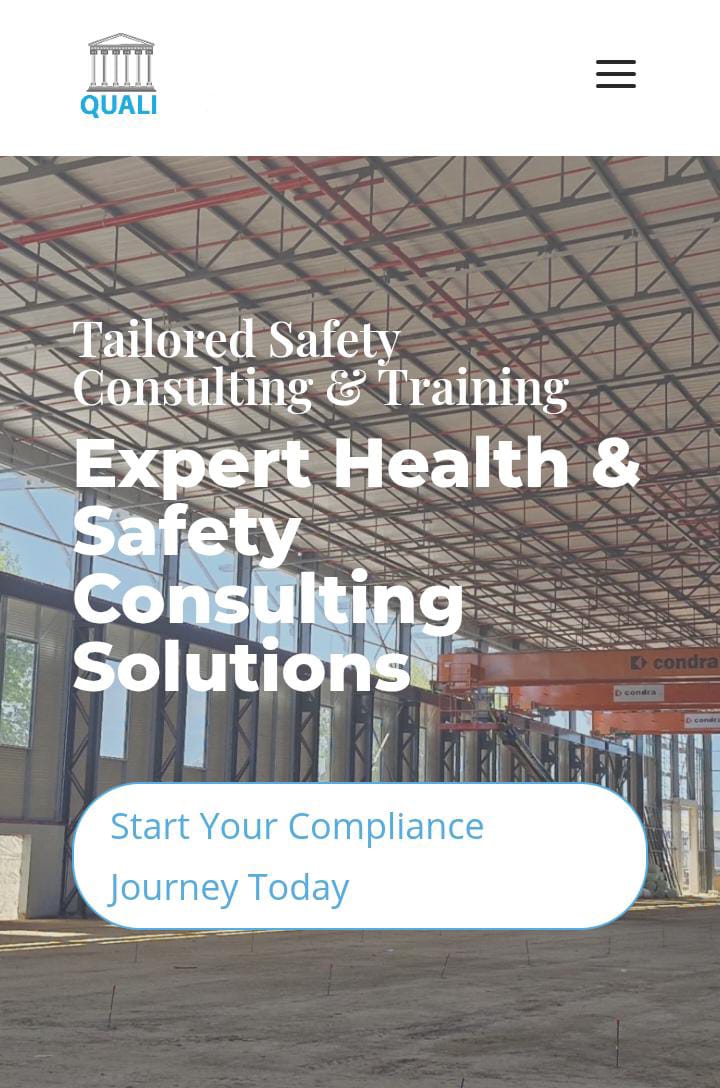 QUALI
Tailored Safety
Consulting & Training
Expert Health &
Safety
Consulting
Solutions
condra
condra
condra
Start Your Compliance
Journey Today